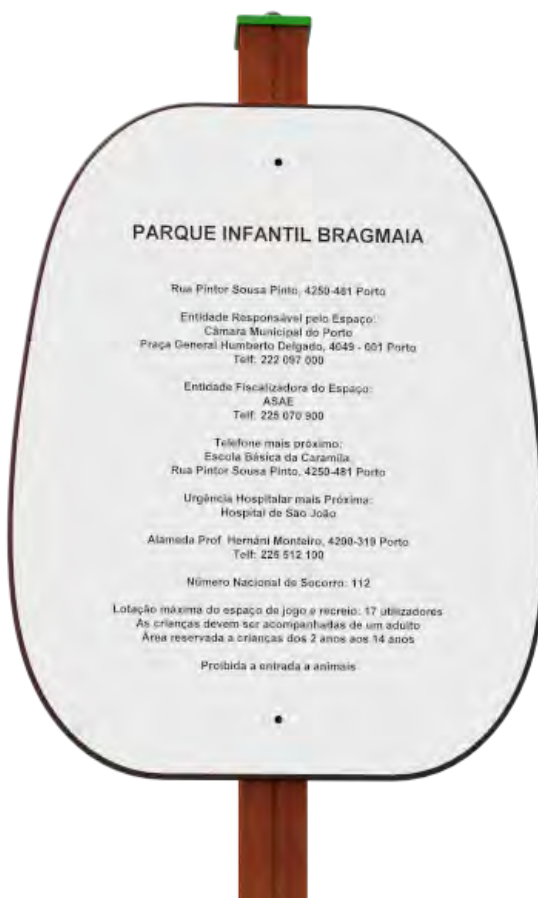 PARQUE INFANTIL BRAGMAIA
Rua Pintor Sousa Pinto, 4250-481 Porto
Entidade Responsável pelo Espaço:
Câmara Municipal do Porto
Praça General Humberto Delgado, 4049 - 001 Porto
Telf: 222 097 000
Entidade Fiscalizadora do Espaço:
ASAE
Telf: 225 070 900
Telefone mais próximo:
Escola Básica da Caramila
Rua Pintor Sousa Pinto, 4250-481 Porto
Urgência Hospitalar mais Próxima:
Hospital de São João
Alameda Prof. Hernâni Monteiro, 4200-319 Porto
Telf: 225 512 100
Número Nacional de Socorro: 112
Lotação máxima do espaço de jogo e recreio: 17 utilizadores
As crianças devem ser acompanhadas de um adulto
Área reservada a crianças dos 2 anos aos 14 anos
Proibida a entrada a animais